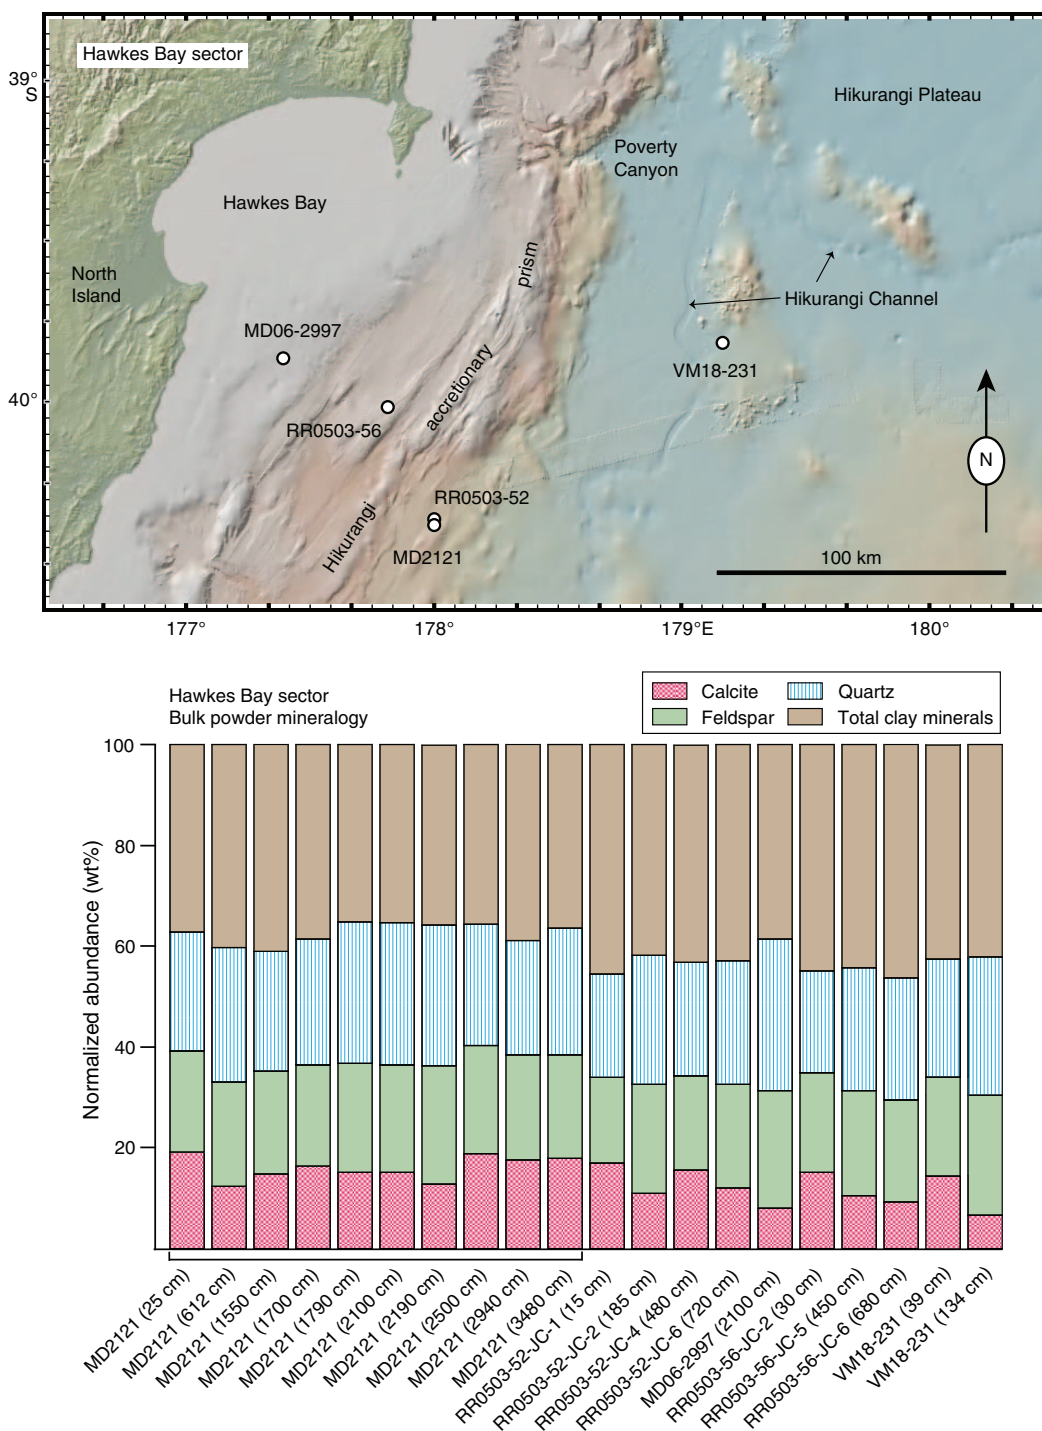 Hawkes Bay sector
39°
S
Hikurangi Plateau
Poverty
Canyon
Hawkes Bay
prism
North
Island
Hikurangi Channel
MD06-2997
VM18-231
accretionary
40°
RR0503-56
N
RR0503-52
Hikurangi
MD2121
100 km
177°
178°
179°E
180°
Hawkes Bay sector
Bulk powder mineralogy
Calcite
Quartz
Feldspar
Total clay minerals
Normalized abundance (wt%)
100
80
60
40
20
MD2121 (25 cm)
MD2121 (612 cm)
MD2121 (1550 cm)
MD2121 (1700 cm)
MD2121 (1790 cm)
MD2121 (2100 cm)
MD2121 (2190 cm)
MD2121 (2500 cm)
MD2121 (2940 cm)
MD2121 (3480 cm)
RR0503-52-JC-1 (15 cm)
RR0503-52-JC-2 (185 cm)
RR0503-52-JC-4 (480 cm)
RR0503-52-JC-6 (720 cm)
MD06-2997 (2100 cm)
RR0503-56-JC-2 (30 cm)
RR0503-56-JC-5 (450 cm)
RR0503-56-JC-6 (680 cm)
VM18-231 (39 cm)
VM18-231 (134 cm)